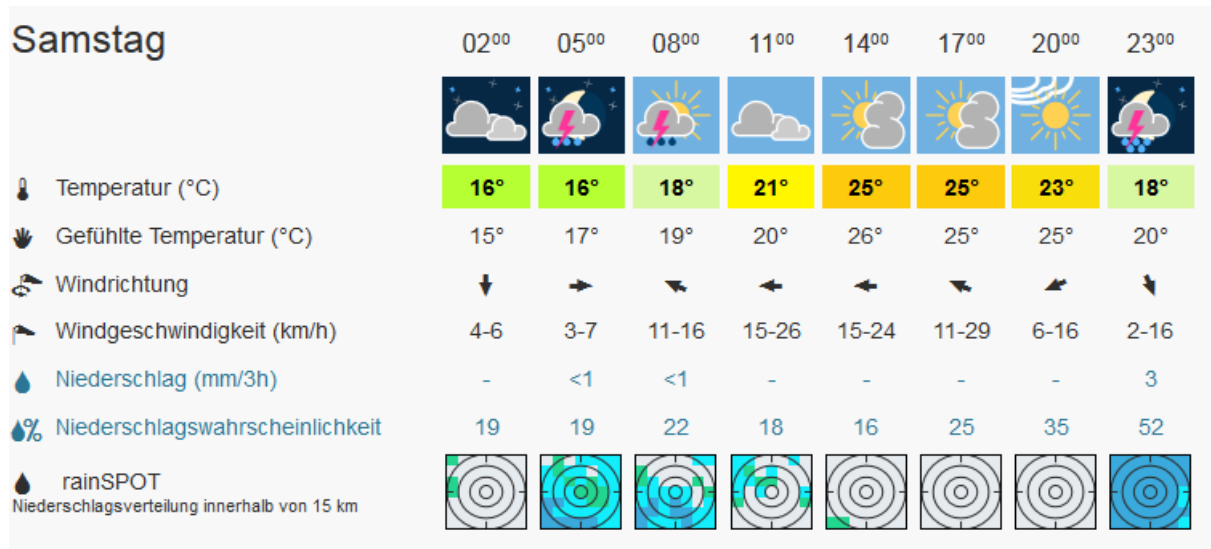 Samstag 02⁰⁰ 05⁰⁰ 08⁰⁰ 11⁰⁰ 14⁰⁰ 17⁰⁰ 20⁰⁰ 23⁰⁰
Temperatur (°C) 16° 16° 18° 21° 25° 25° 23° 18°
Gefühlte Temperatur (°C) 15° 17° 19° 20° 26° 25° 25° 20°
Windrichtung
Windgeschwindigkeit (km/h) 4-6 3-7 11-16 15-26 15-24 11-29 6-16 2-16
Niederschlag (mm/3h) - <1 <1 - - - - 3
% Niederschlagswahrscheinlichkeit 19 19 22 18 16 25 35 52
rainSPOT
Niederschlagsverteilung innerhalb von 15 km